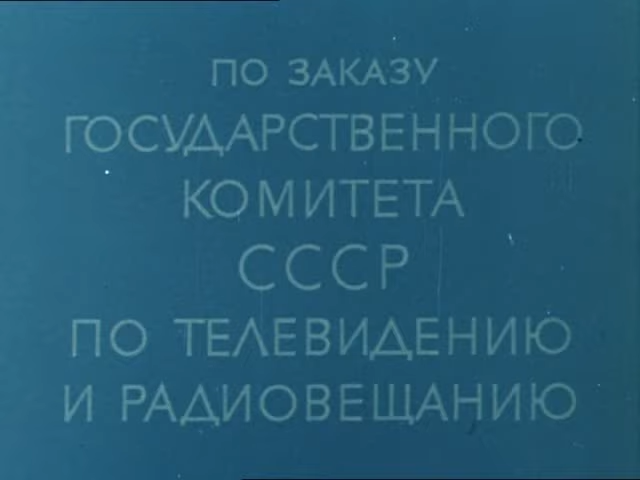 ПО ЗАКАЗУ
ГОСУДАРСТВЕННОГО
КОМИТЕТА
СССР
ПО ТЕЛЕВИДЕНИЮ
И РАДИОВЕЩАНИЮ